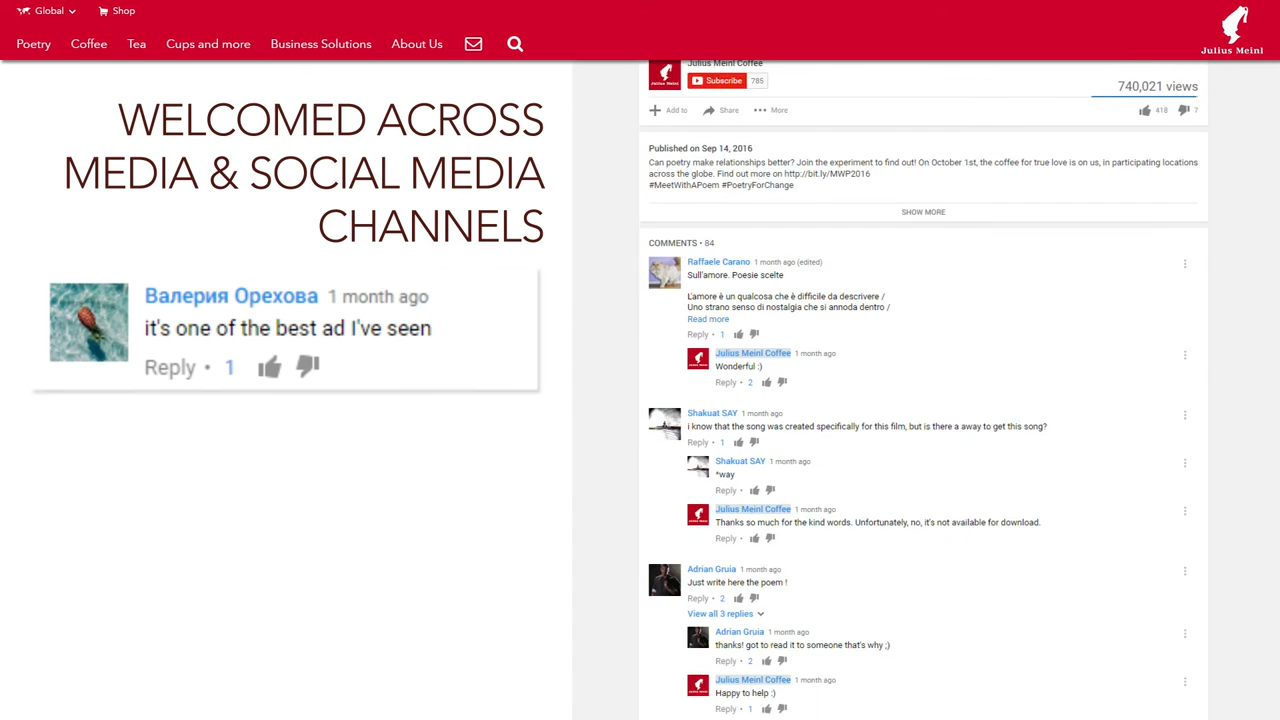 Global
Shop
Poetry
Coffee
Tea
Cups and more
Business Solutions
About Us
Julius Meinl
WELCOMED ACROSS
MEDIA & SOCIAL MEDIA
CHANNELS
Валерия Орехова 1 month ago
it's one of the best ad I've seen
Reply • 1
Julius Meinl Coffee
Subscribe 785
740,021 views
Add to
Share
More
418
7
Published on Sep 14, 2016
Can poetry make relationships better? Join the experiment to find out! On October 1st, the coffee for true love is on us, in participating locations
across the globe. Find out more on http://bit.ly/MWP2016
#MeetWithAPoem #PoetryForChange
SHOW MORE
COMMENTS • 84
Raffaele Carano 1 month ago (edited)
Sull'amore. Poesie scelte
L'amore è un qualcosa che è difficile da descrivere /
Uno strano senso di nostalgia che si annoda dentro /
Read more
Reply • 1
Julius Meinl Coffee 1 month ago
Wonderful :)
Reply • 2
Shakuat SAY 1 month ago
i know that the song was created specifically for this film, but is there a away to get this song?
Reply • 1
Shakuat SAY 1 month ago
*way
Reply •
Julius Meinl Coffee 1 month ago
Thanks so much for the kind words. Unfortunately, no, it's not available for download.
Reply •
Adrian Gruia 1 month ago
Just write here the poem !
Reply • 2
View all 3 replies
Adrian Gruia 1 month ago
thanks! got to read it to someone that's why ;)
Reply • 2
Julius Meinl Coffee 1 month ago
Happy to help :)
Reply • 1